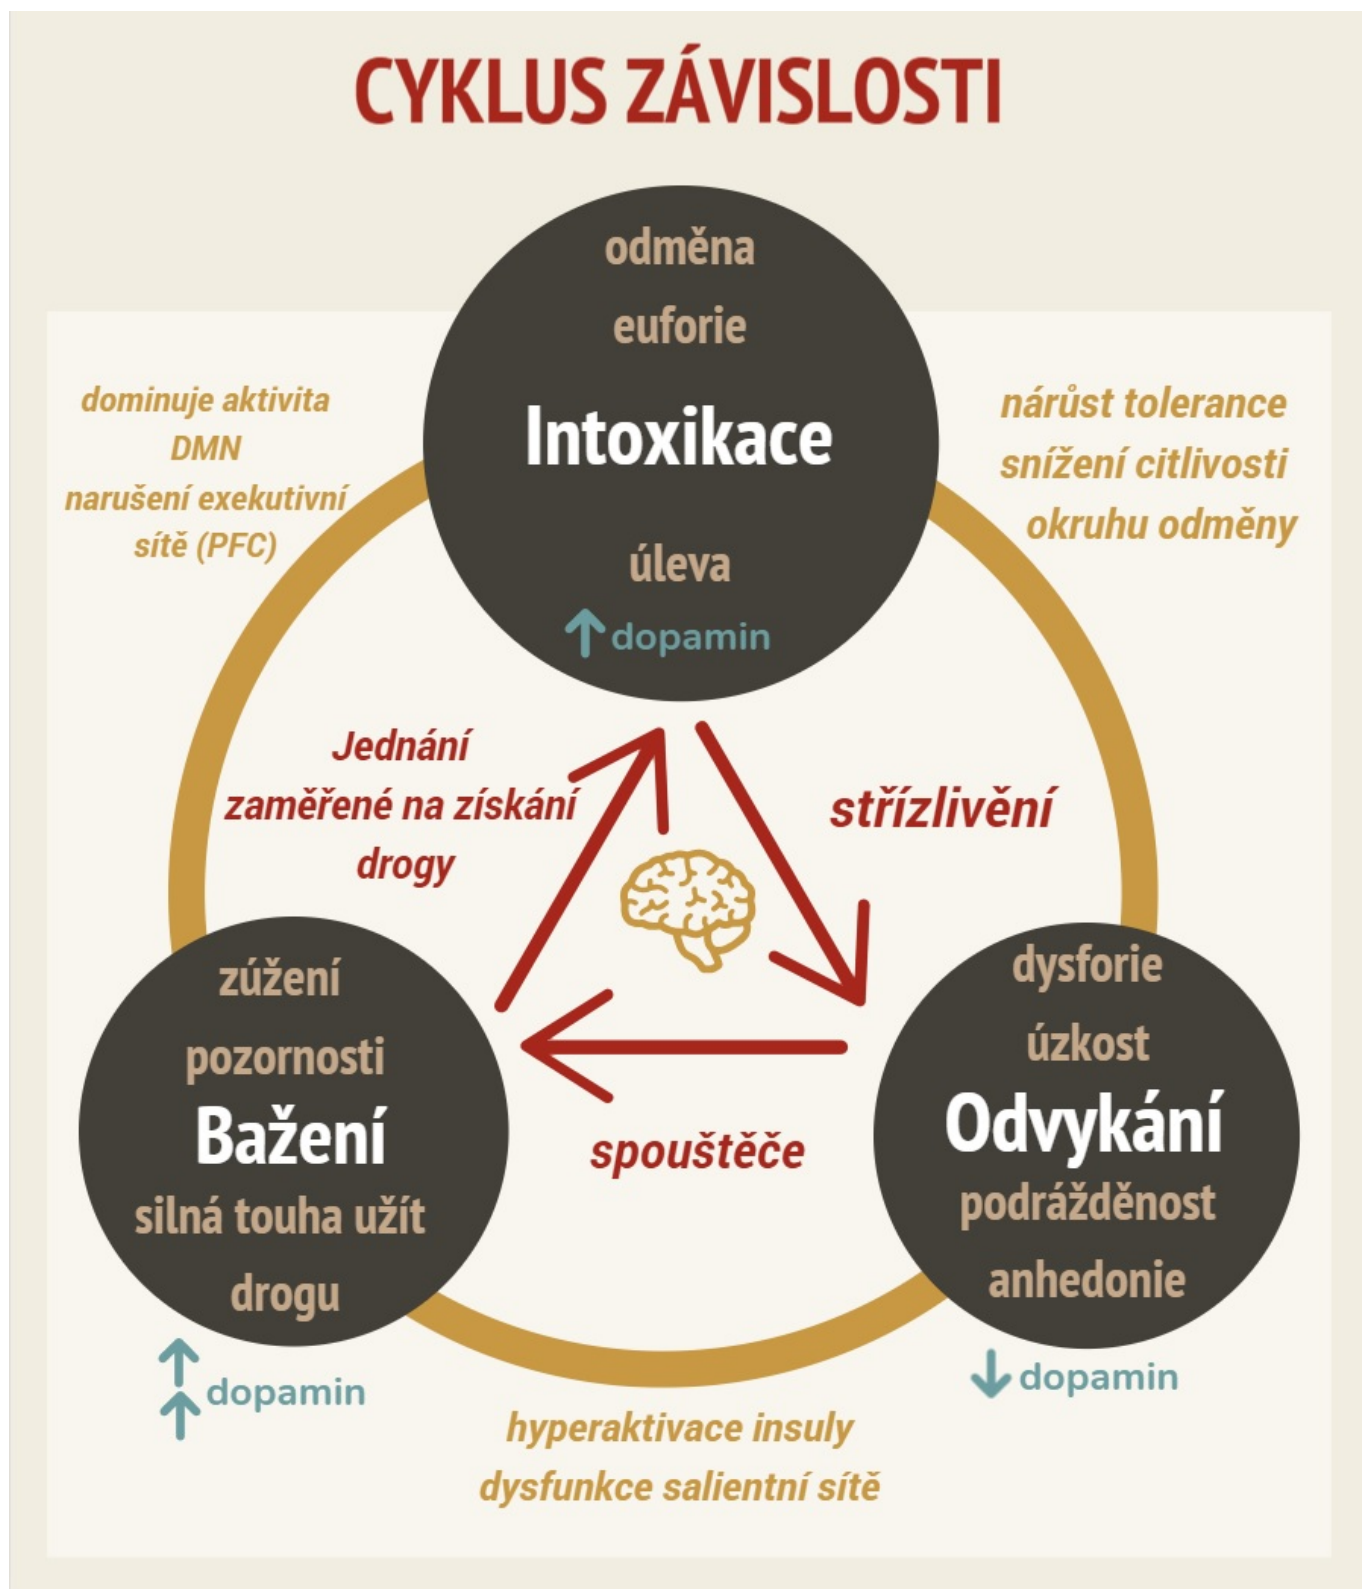 CYKLUS ZÁVISLOSTI
odměna
euforie
Intoxikace
úleva
dopamin
dominuje aktivita
DMN
narušení exekutivní
sítě (PFC)
nárůst tolerance
snížení citlivosti
okruhu odměny
Jednání
zaměřené na získání
drogy
střízlivění
spouštěče
zúžení
pozornosti
Bažení
silná touha užít
drogu
dopamin
dysforie
úzkost
Odvykání
podrážděnost
anhedonie
dopamin
hyperaktivace insuly
dysfunkce salientní sítě